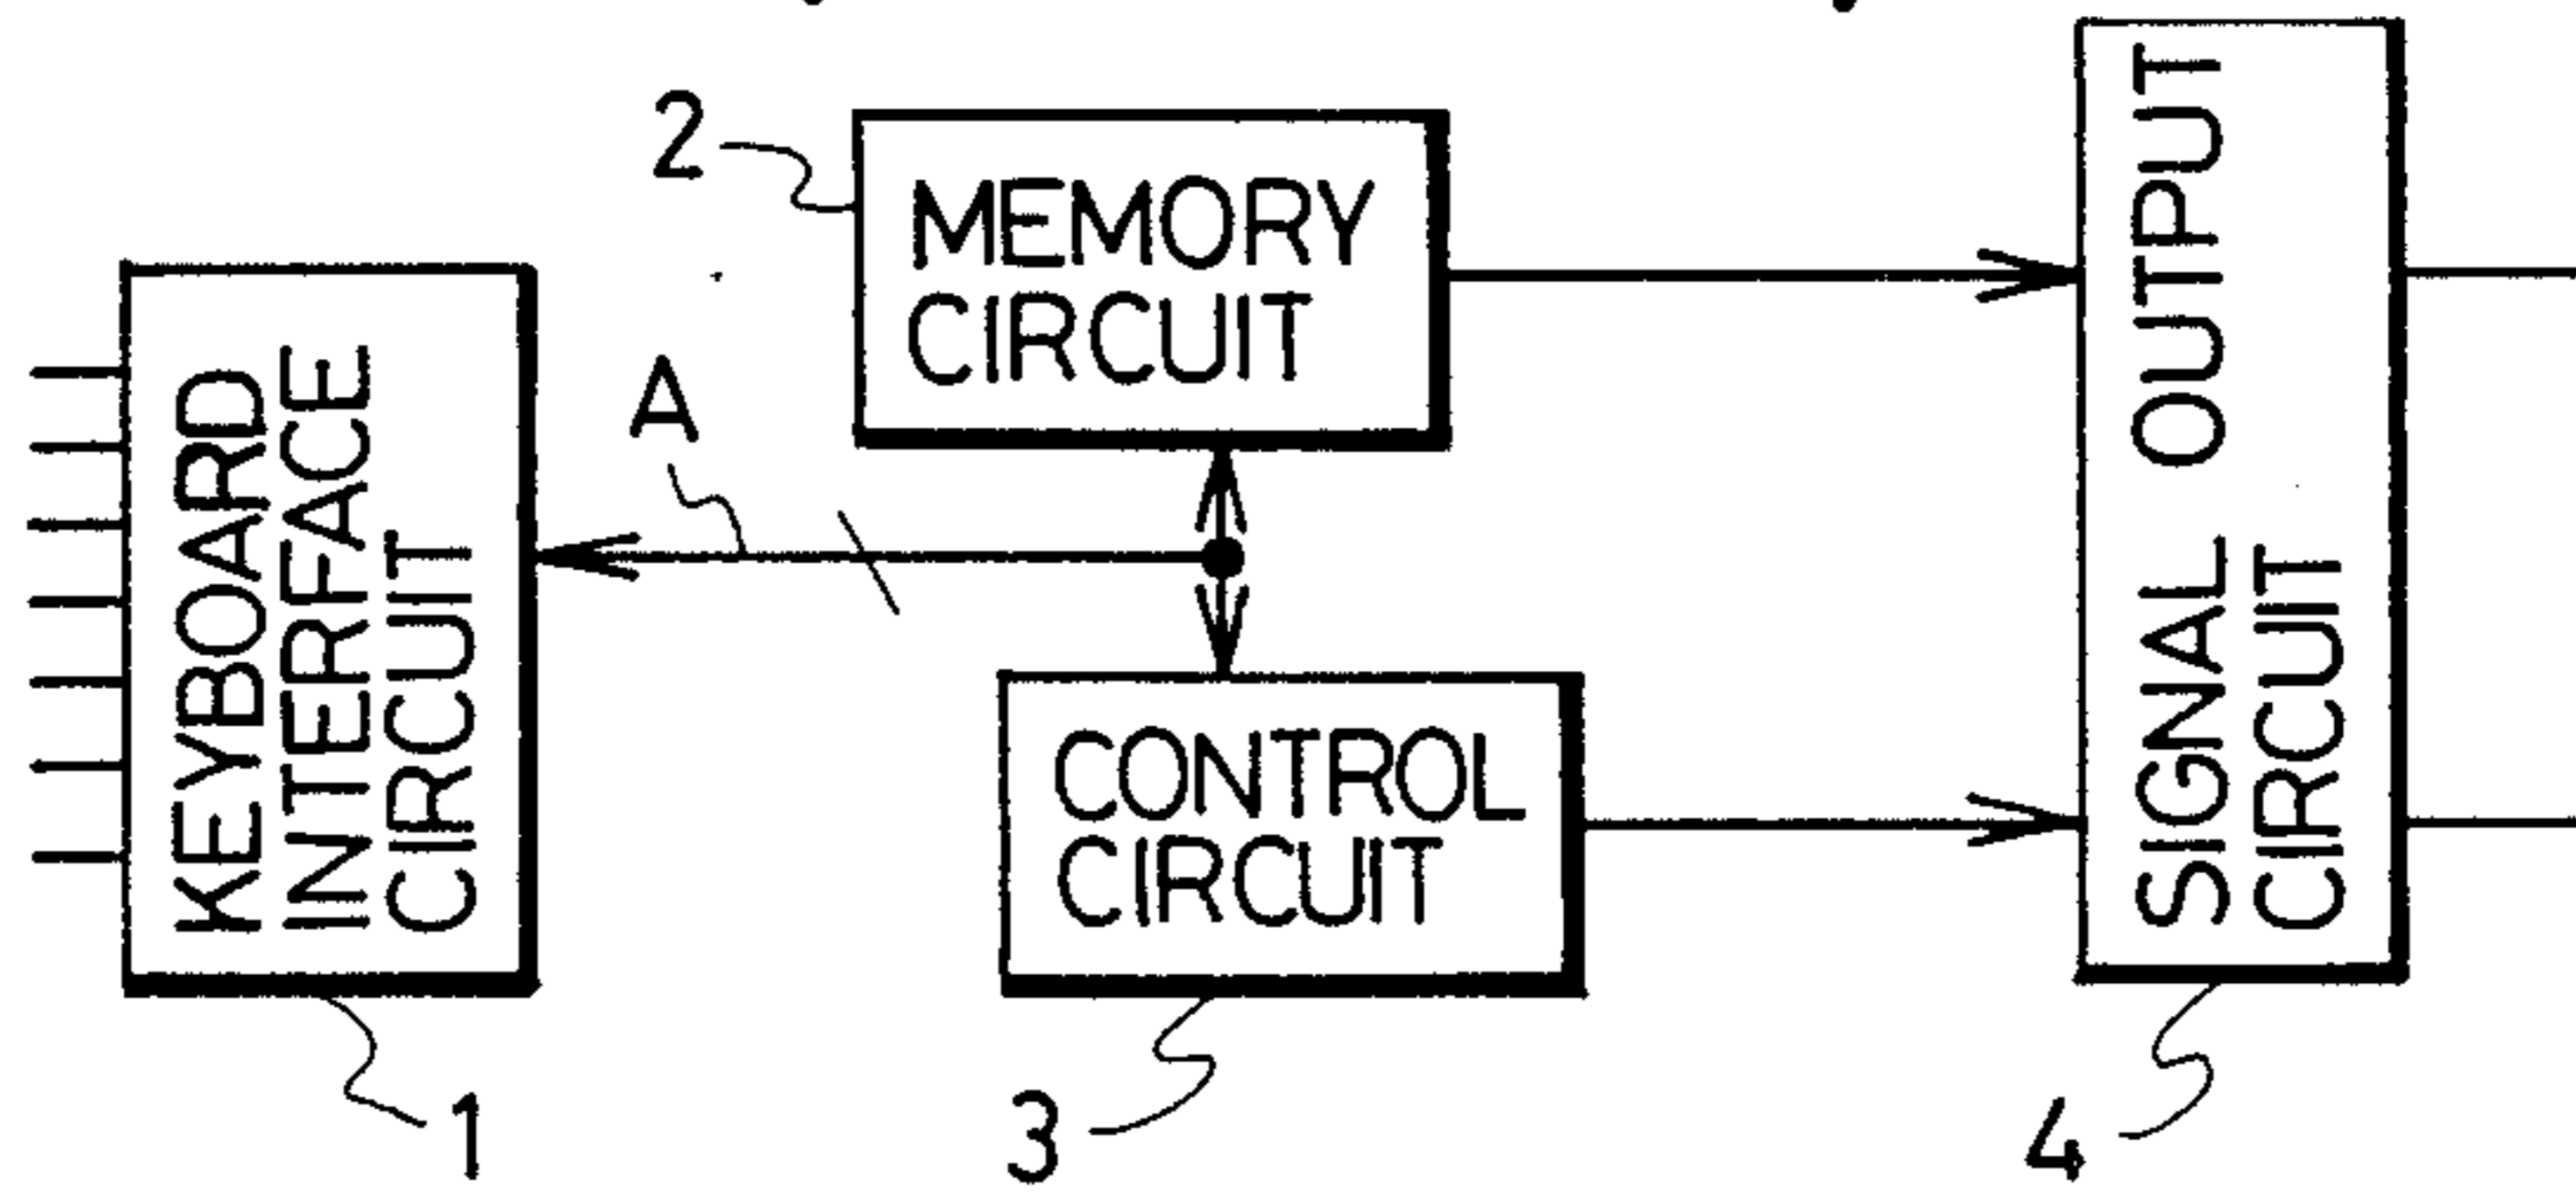 2
MEMORY
CIRCUIT
A
KEYBOARD
INTERFACE
CIRCUIT
1
CONTROL
CIRCUIT
3
SIGNAL OUTPUT
CIRCUIT
4